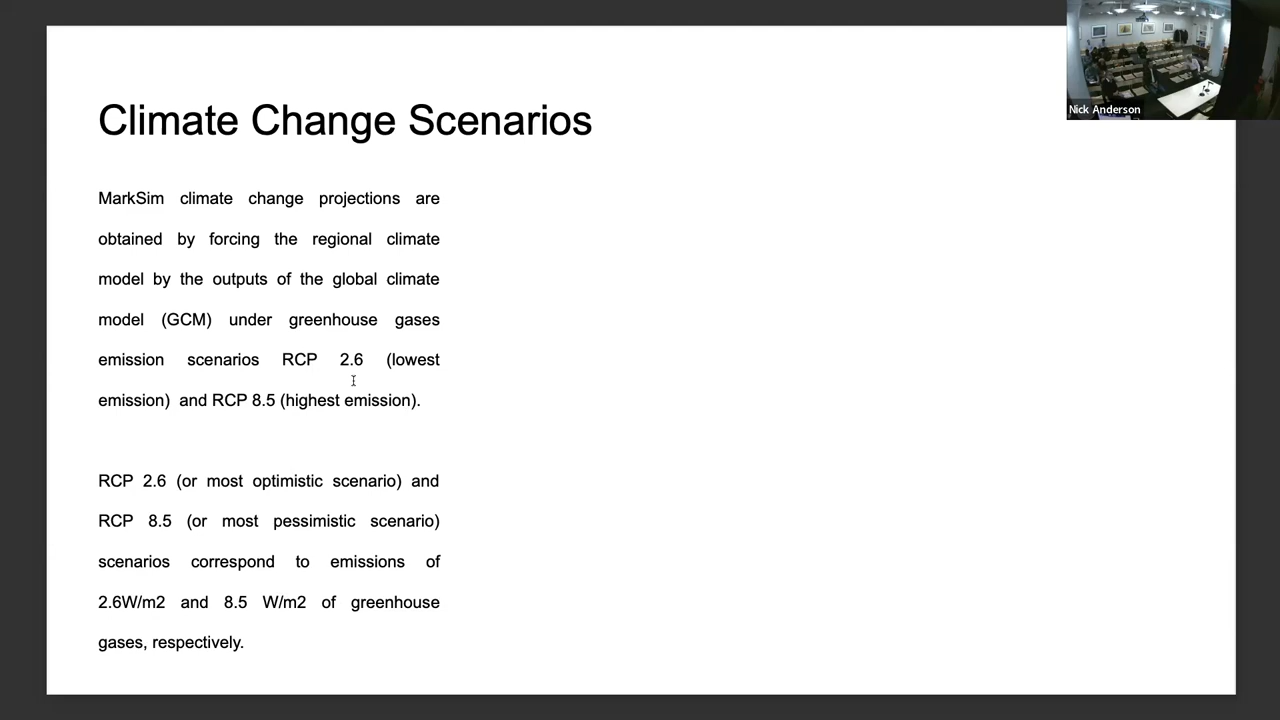 Climate Change Scenarios
MarkSim climate change projections are
obtained by forcing the regional climate
model by the outputs of the global climate
model (GCM) under greenhouse gases
emission scenarios RCP 2.6 (lowest
emission) and RCP 8.5 (highest emission).
RCP 2.6 (or most optimistic scenario) and
RCP 8.5 (or most pessimistic scenario)
scenarios correspond to emissions of
2.6W/m2 and 8.5 W/m2 of greenhouse
gases, respectively.
Nick Anderson